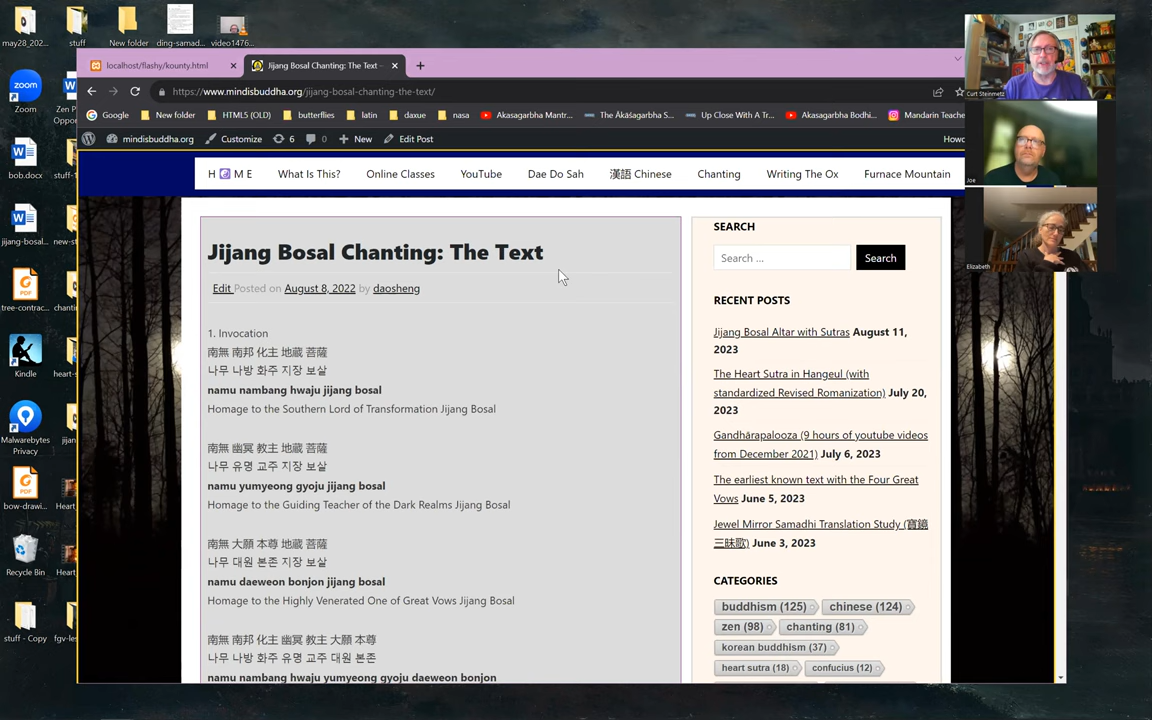 may28_202...
stuff
New folder
ding-samad...
video1476...
Zoom
Zen P
Oppor
bob.docx
stuff-1
jijang-bosal...
new-s
tree-contrac...
chanti
Kindle
heart-s
Malwarebytes
Privacy
jijan
bow-drawi...
Heart_
Recycle Bin
Heart
stuff - Copy
fgv-les
localhost/flashy/kounty.html
Jijang Bosal Chanting: The Text -
https://www.mindisbuddha.org/jijang-bosal-chanting-the-text/
Google
New folder
HTML5 (OLD)
butterflies
latin
daxue
nasa
Akasagarbha Mantr...
The Ākāśagarbha S...
Up Close With A Tr...
Akasagarbha Bodhi...
Mandarin Teache
mindisbuddha.org
Customize
6
0
New
Edit Post
Howd
H M E
What Is This?
Online Classes
YouTube
Dae Do Sah
漢語 Chinese
Chanting
Writing The Ox
Furnace Mountain
Jijang Bosal Chanting: The Text
Edit Posted on August 8, 2022 by daosheng
1. Invocation
南無 南邦 化主 地蔵 菩薩
나무 나방 화주 지장 보살
namu nambang hwaju jijang bosal
Homage to the Southern Lord of Transformation Jijang Bosal
南無 幽冥 教主 地蔵 菩薩
나무 유명 교주 지장 보살
namu yumyeong gyoju jijang bosal
Homage to the Guiding Teacher of the Dark Realms Jijang Bosal
南無 大願 本尊 地蔵 菩薩
나무 대원 본존 지장 보살
namu daeweon bonjon jijang bosal
Homage to the Highly Venerated One of Great Vows Jijang Bosal
南無 南邦 化主 幽冥 教主 大願 本尊
나무 나방 화주 유명 교주 대원 본존
namu nambang hwaju yumyeong gyoju daeweon bonjon
SEARCH
Search ...
Search
RECENT POSTS
Jijang Bosal Altar with Sutras August 11,
2023
The Heart Sutra in Hangeul (with
standardized Revised Romanization) July 20,
2023
Gandhārapalooza (9 hours of youtube videos
from December 2021) July 6, 2023
The earliest known text with the Four Great
Vows June 5, 2023
Jewel Mirror Samadhi Translation Study (寶鏡
三昧歌) June 3, 2023
CATEGORIES
buddhism (125)
chinese (124)
zen (98)
chanting (81)
korean buddhism (37)
heart sutra (18)
confucius (12)
Curt Steinmetz
Joe
Elizabeth